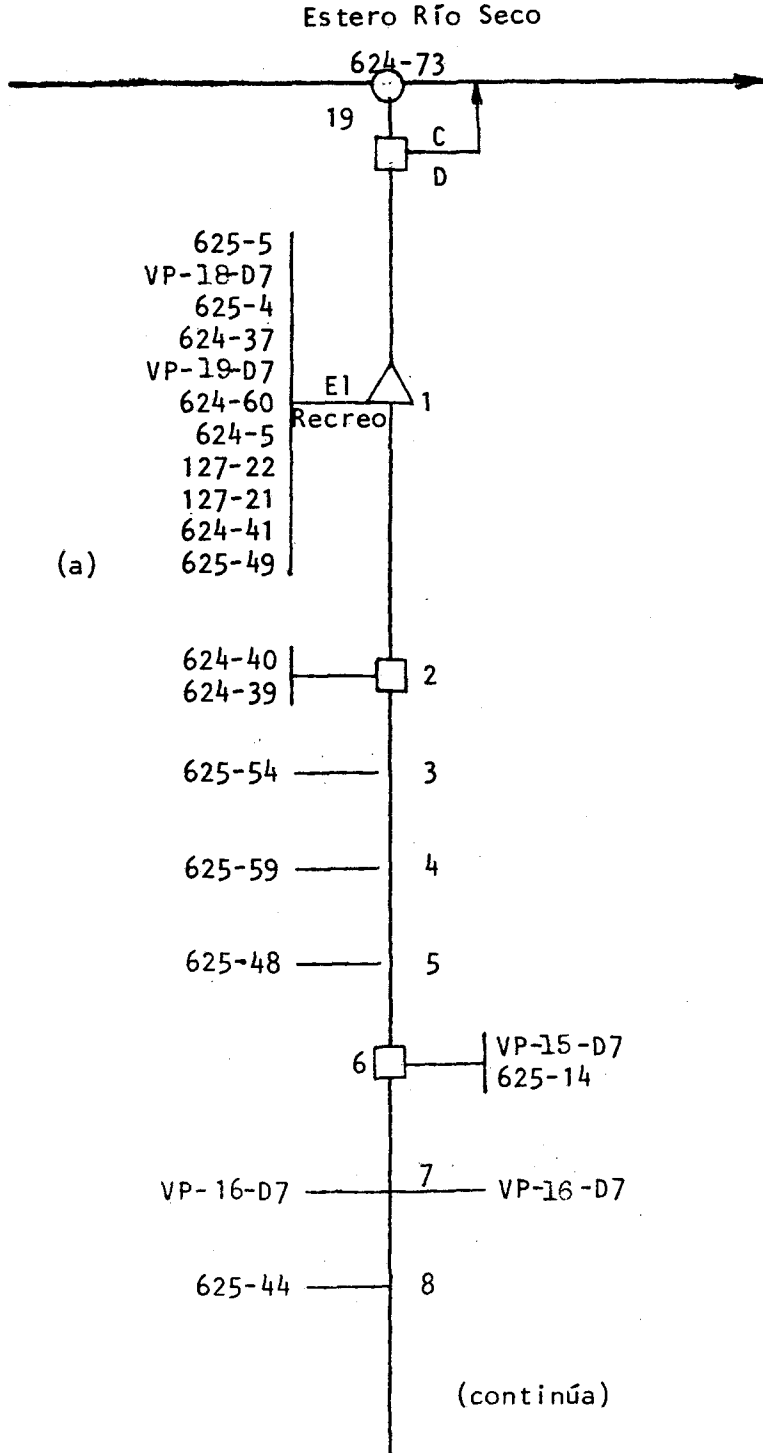 Estero Río Seco
624-73
19
C
D
625-5
VP-18-D7
625-4
624-37
VP-19-D7
624-60
624-5
127-22
127-21
624-41
625-49
El
Recreo
1
(a)
624-40
624-39
2
625-54
3
625-59
4
625-48
5
6
VP-15-D7
625-14
VP-16-D7
7
VP-16-D7
625-44
8
(continúa)